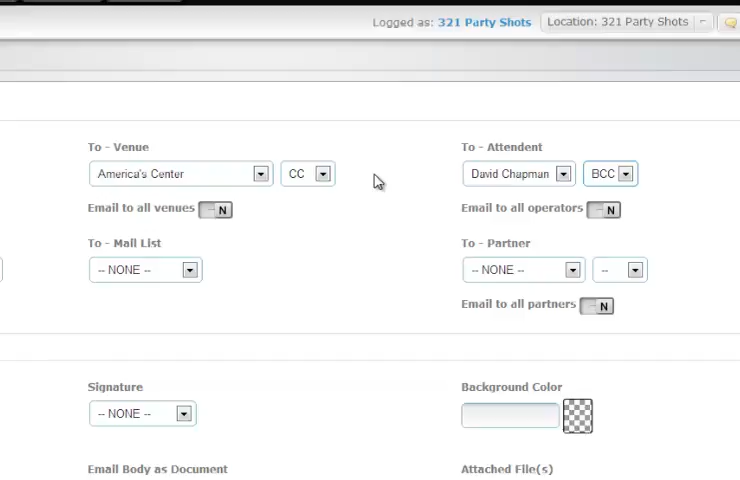 Logged as: 321 Party Shots Location: 321 Party Shots
To - Venue To - Attendent
America's Center CC David Chapman BCC
Email to all venues N Email to all operators N
To - Mall List To - Partner
-- NONE -- -- NONE -- --
Email to all partners N
Signature Background Color
-- NONE --
Email Body as Document Attached File(s)